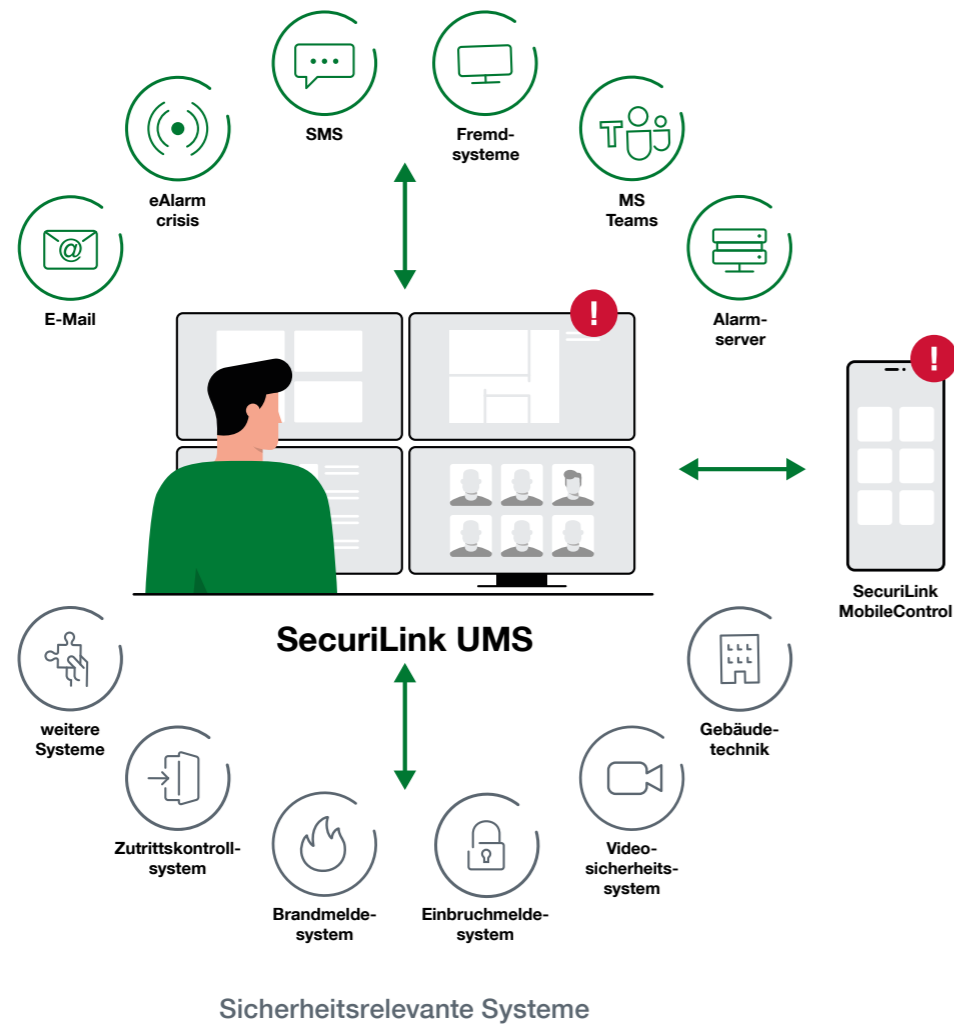 SMS
Fremd-
systeme
eAlarm
crisis
MS
Teams
E-Mail
Alarm-
server
!
!
SecuriLink
MobileControl
SecuriLink UMS
weitere
Systeme
Gebäude-
technik
Zutrittskontroll-
system
Video-
sicherheits-
system
Brandmelde-
system
Einbruchmelde-
system
Sicherheitsrelevante Systeme